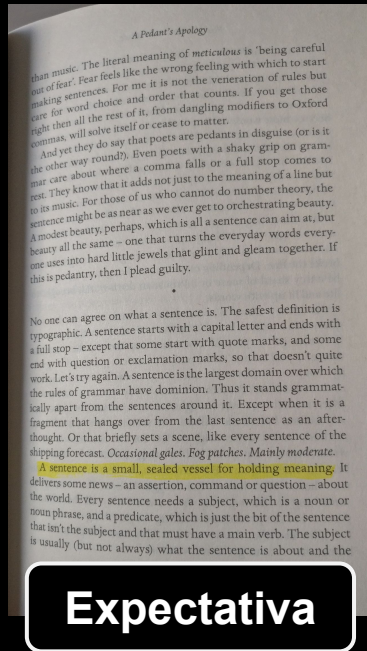 A Pedant's Apology
than music. The literal meaning of meticulous is 'being careful
out of fear'. Fear feels like the wrong feeling with which to start
making sentences. For me it is not the veneration of rules but
care for word choice and order that counts. If you get those
right then all the rest of it, from dangling modifiers to Oxford
commas, will solve itself or cease to matter.
And yet they do say that poets are pedants in disguise (or is it
the other way round?). Even poets with a shaky grip on gram-
mar care about where a comma falls or a full stop comes to
rest. They know that it adds not just to the meaning of a line but
to its music. For those of us who cannot do number theory, the
sentence might be as near as we ever get to orchestrating beauty.
A modest beauty, perhaps, which is all a sentence can aim at, but
beauty all the same – one that turns the everyday words every-
one uses into hard little jewels that glint and gleam together. If
this is pedantry, then I plead guilty.
•
No one can agree on what a sentence is. The safest definition is
typographic. A sentence starts with a capital letter and ends with
a full stop – except that some start with quote marks, and some
end with question or exclamation marks, so that doesn't quite
work. Let's try again. A sentence is the largest domain over which
the rules of grammar have dominion. Thus it stands grammat-
ically apart from the sentences around it. Except when it is a
fragment that hangs over from the last sentence as an after-
thought. Or that briefly sets a scene, like every sentence of the
shipping forecast. Occasional gales. Fog patches. Mainly moderate.
A sentence is a small, sealed vessel for holding meaning. It
delivers some news – an assertion, command or question – about
the world. Every sentence needs a subject, which is a noun or
noun phrase, and a predicate, which is just the bit of the sentence
that isn't the subject and that must have a main verb. The subject
is usually (but not always) what the sentence is about and the
Expectativa